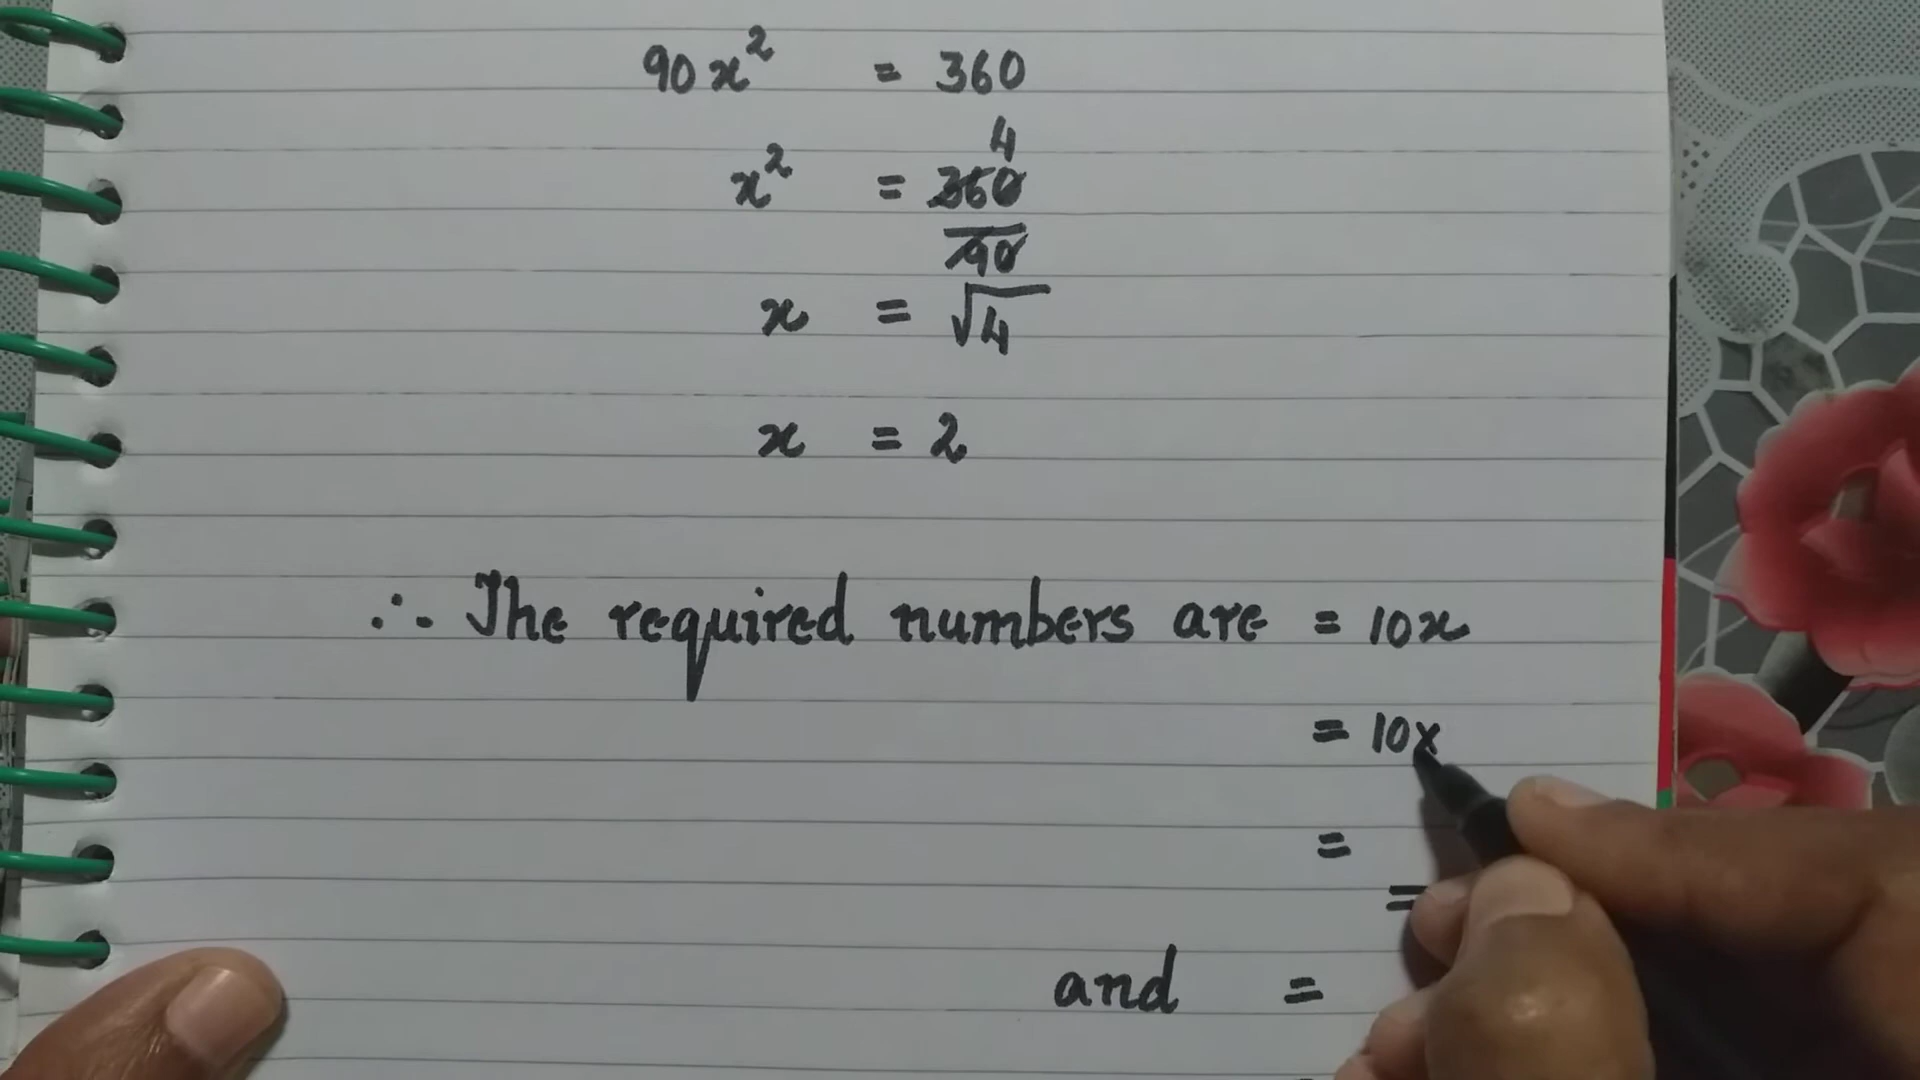 90x² = 360
4
x² = 360
90
x = √4
x = 2
∴ The required numbers are = 10x
= 10x
=
=
and =